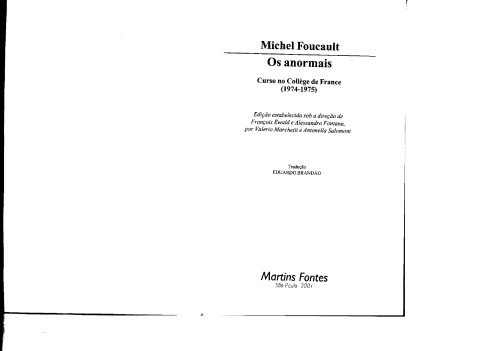 Michel Foucault
Os anormais
Curso no Collège de France
(1974-1975)
Edição estabelecida sob a direção de
François Ewald e Alessandro Fontana,
por Valerio Marchetti e Antonella Salomoni
Tradução
EDUARDO BRANDÃO
Martins Fontes
São Paulo 2001